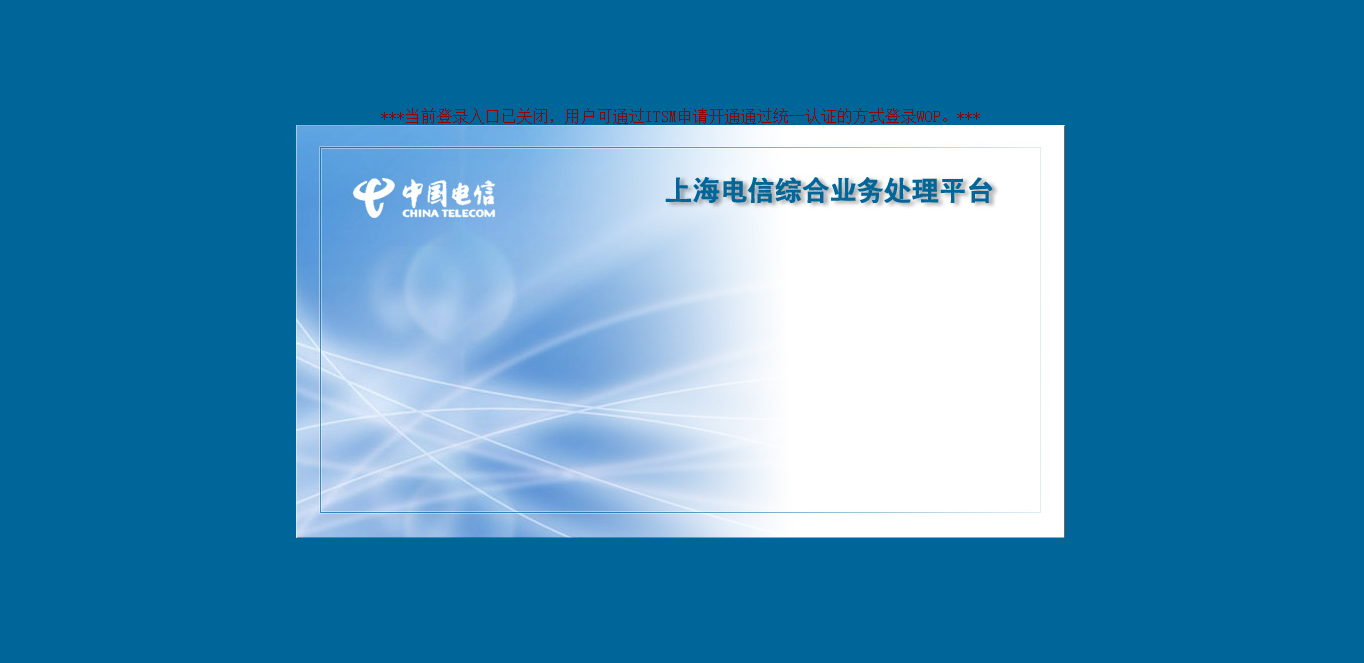 ***当前登录入口已关闭，用户可通过ITSM申请开通通过统一认证的方式登录WOP。***
中国电信
CHINA TELECOM
上海电信综合业务处理平台